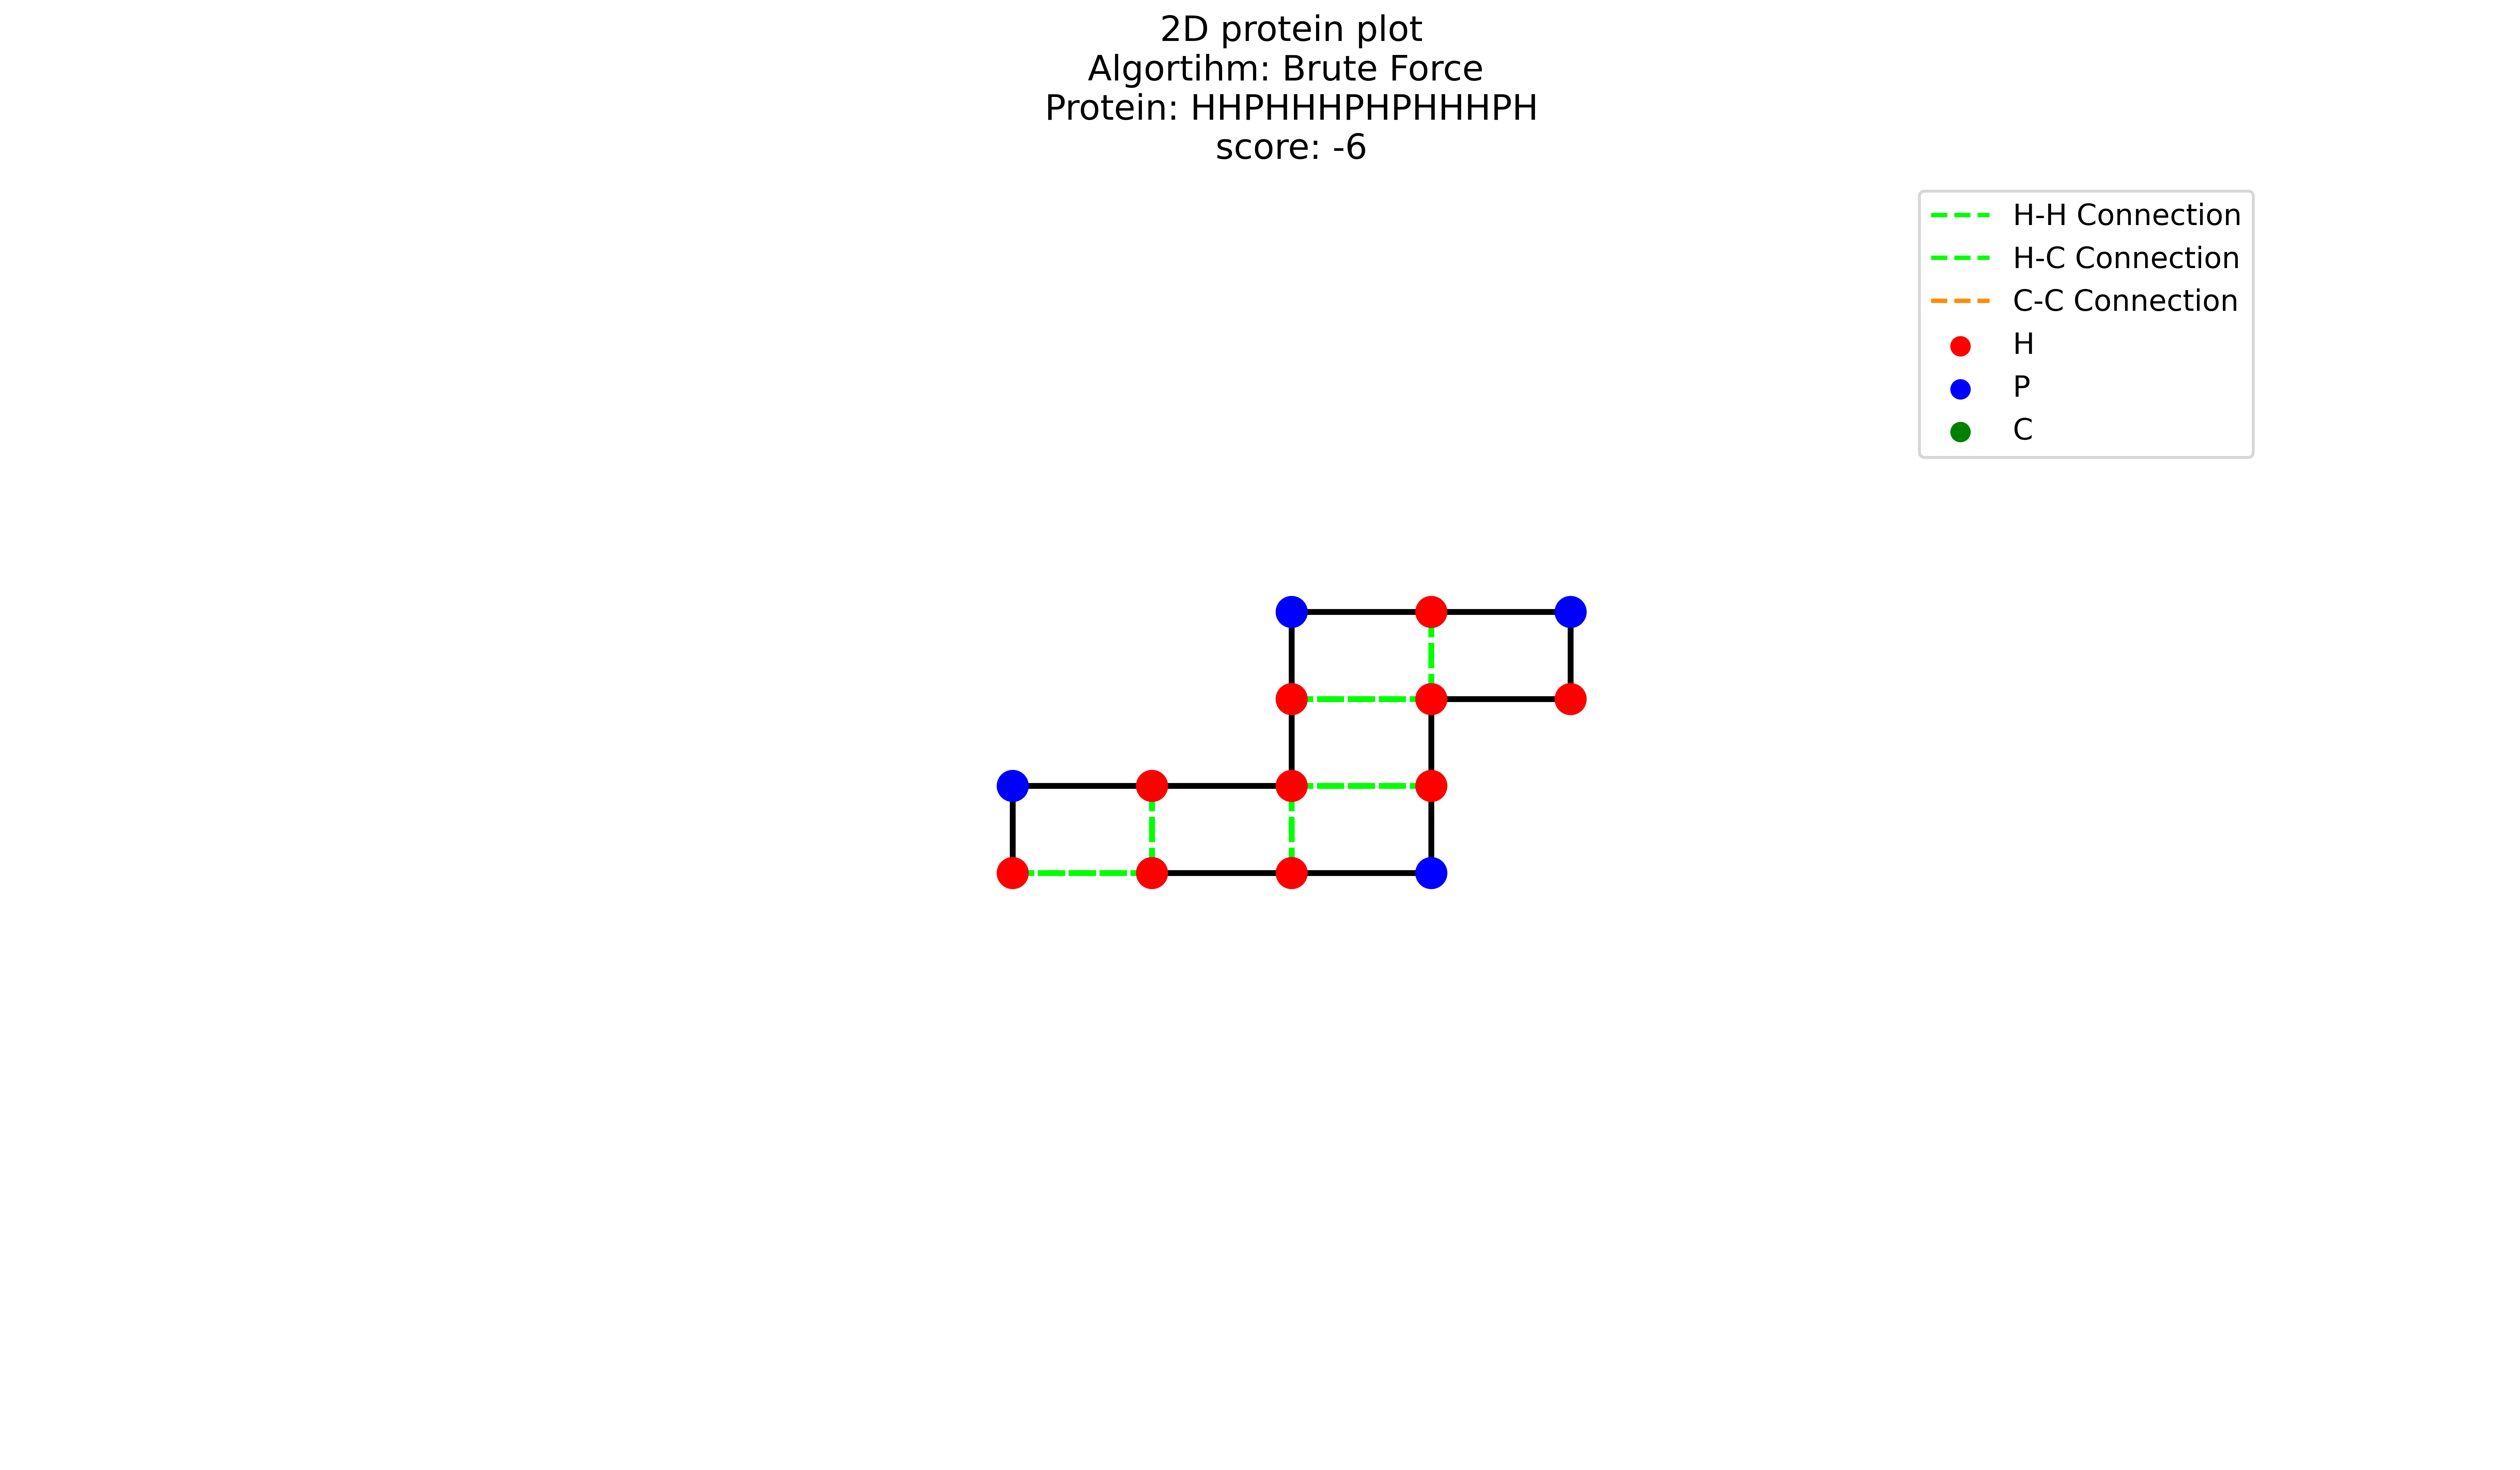 2D protein plot
Algortihm: Brute Force
Protein: HHPHHHPHPHHHPH
score: -6
H-H Connection
H-C Connection
C-C Connection
H
P
C